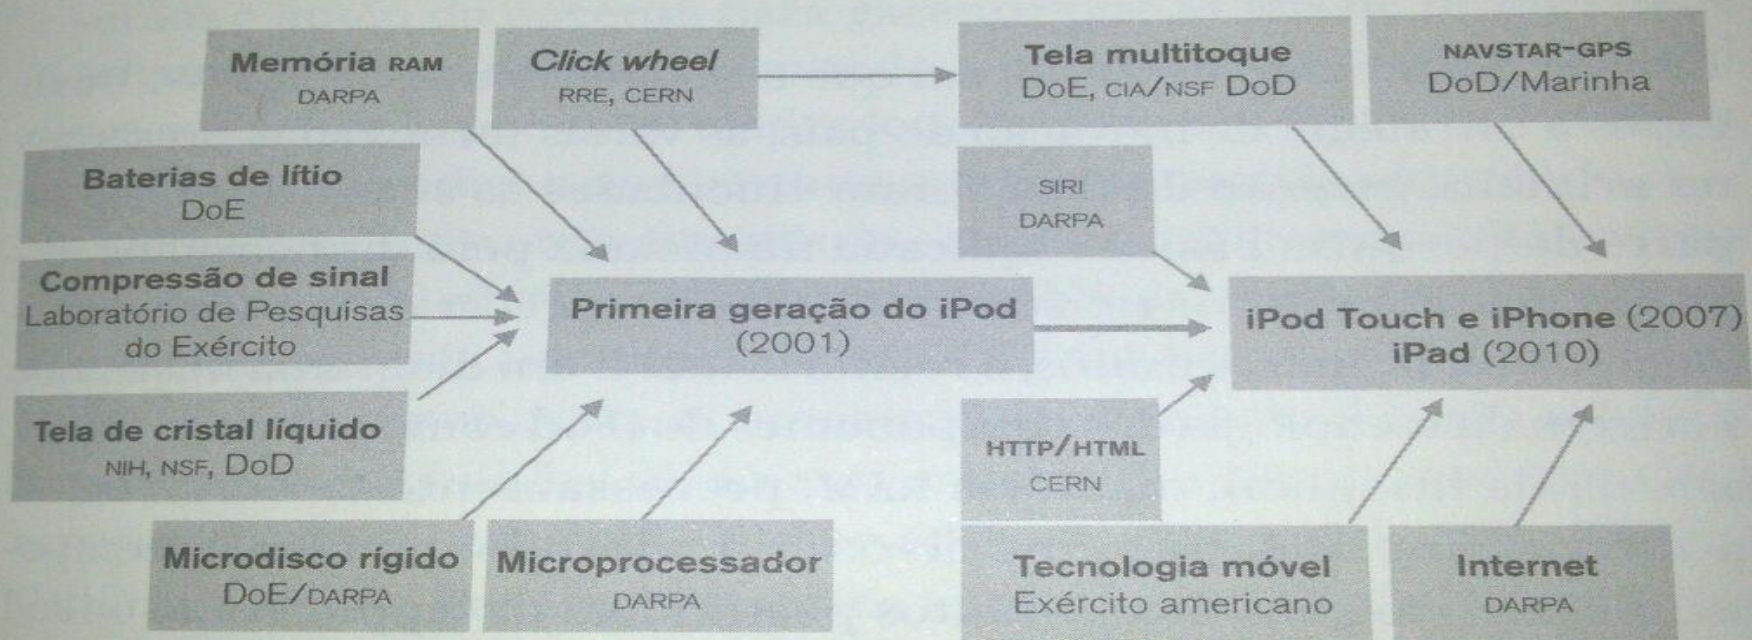 Memória RAM
DARPA
Click wheel
RRE, CERN
Tela multitoque
DoE, CIA/NSF DoD
NAVSTAR-GPS
DoD/Marinha
Baterias de lítio
DoE
SIRI
DARPA
Compressão de sinal
Laboratório de Pesquisas
do Exército
Primeira geração do iPod
(2001)
iPod Touch e iPhone (2007)
iPad (2010)
Tela de cristal líquido
NIH, NSF, DoD
HTTP/HTML
CERN
Microdisco rígido
DoE/DARPA
Microprocessador
DARPA
Tecnologia móvel
Exército americano
Internet
DARPA